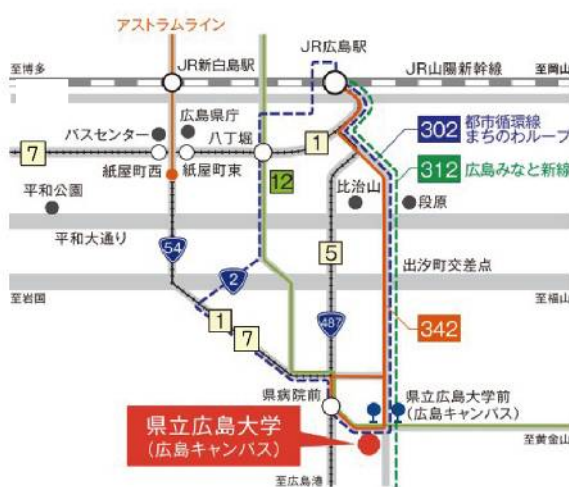 アストラムライン
JR広島駅
JR新白島駅
JR山陽新幹線
至博多
至岡山
広島県庁
バスセンター
八丁堀
1
302
都市循環線
まちのわループ
7
紙屋町西
紙屋町東
12
312
広島みなと新線
比治山
段原
平和公園
平和大通り
54
5
出汐町交差点
2
至岩国
至福山
1
7
487
342
県病院前
県立広島大学前
(広島キャンパス)
県立広島大学
(広島キャンパス)
至黄金山
至広島港